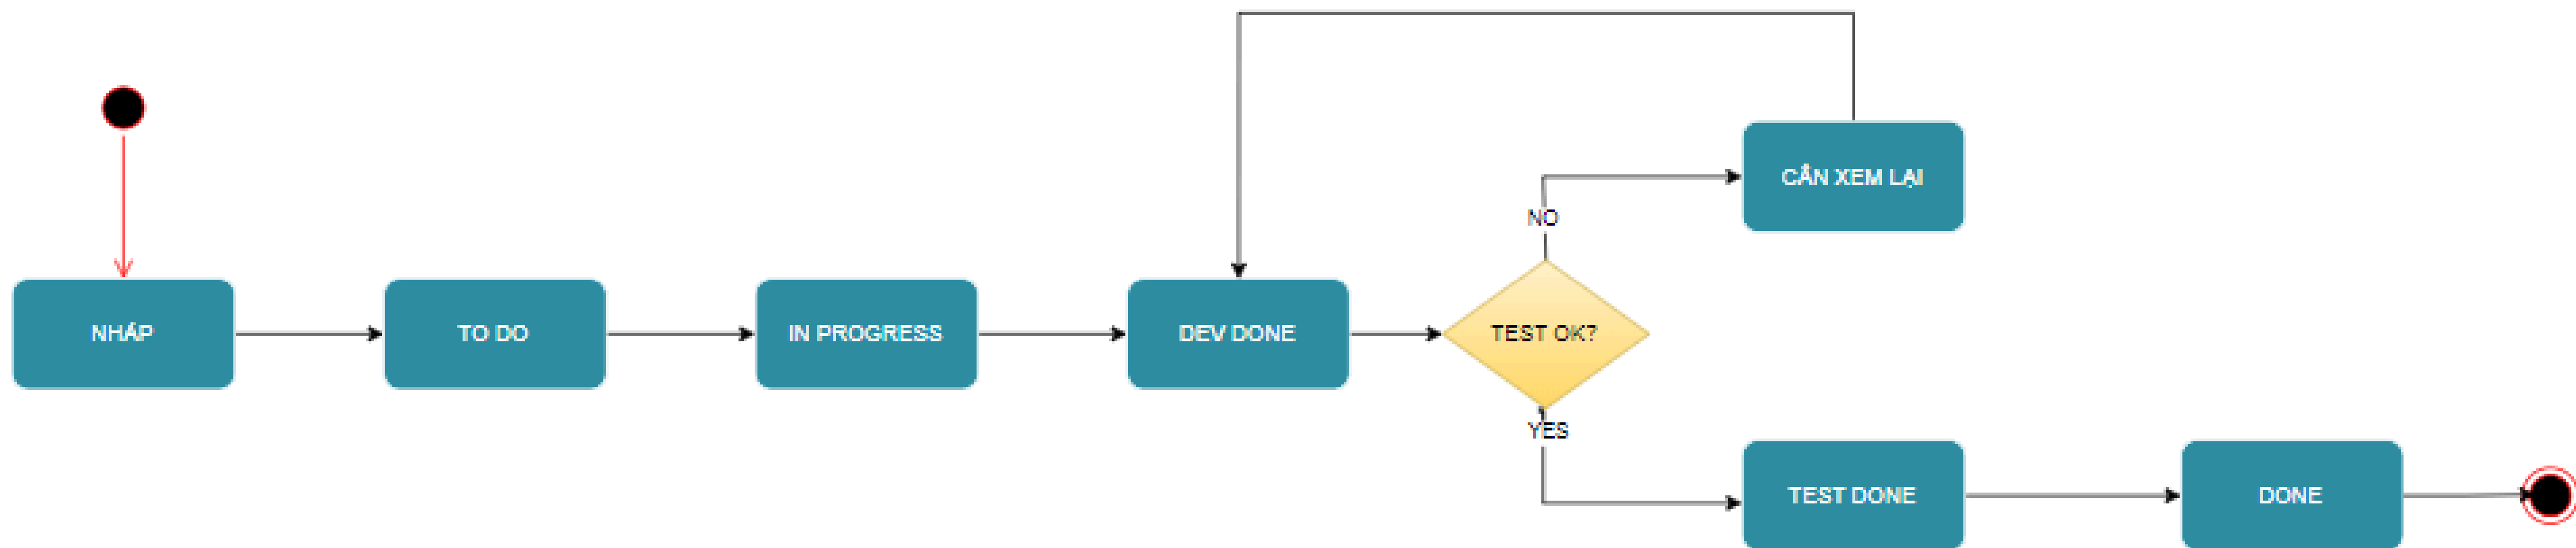 CẦN XEM LẠI
NO
NHÁP
TO DO
IN PROGRESS
DEV DONE
TEST OK?
YES
TEST DONE
DONE